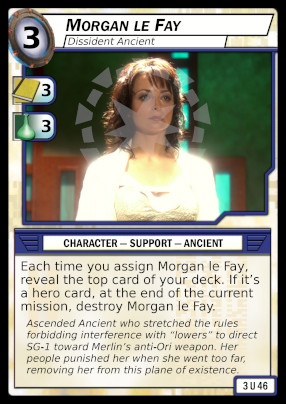 3
MORGAN LE FAY
Dissident Ancient
3
3
CHARACTER – SUPPORT – ANCIENT
Each time you assign Morgan le Fay,
reveal the top card of your deck. If it's
a hero card, at the end of the current
mission, destroy Morgan le Fay.
Ascended Ancient who stretched the rules
forbidding interference with “lowers” to direct
SG-1 toward Merlin's anti-Ori weapon. Her
people punished her when she went too far,
removing her from this plane of existence.
3 U 46